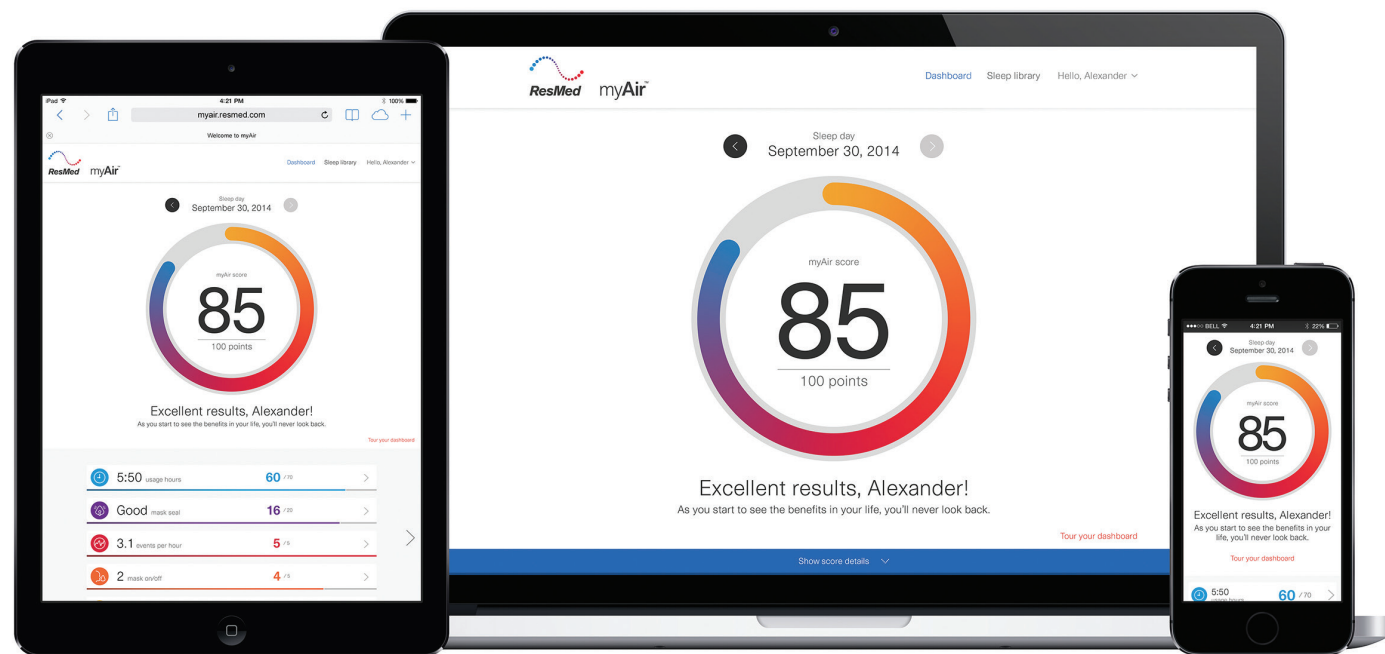 iPad
4:21 PM
100%
myair.resmed.com
Welcome to myAir
ResMed myAir™
Dashboard Sleep library Hello, Alexander
Sleep day
September 30, 2014
myAir score
85
100 points
Excellent results, Alexander!
As you start to see the benefits in your life, you'll never look back.
Tour your dashboard
5:50 usage hours 60 /70
Good mask seal 16 /20
3.1 events per hour 5 /5
2 mask on/off 4 /5
ResMed myAir™
Dashboard Sleep library Hello, Alexander
Sleep day
September 30, 2014
myAir score
85
100 points
Excellent results, Alexander!
As you start to see the benefits in your life, you'll never look back.
Tour your dashboard
Show score details
BELL 4:21 PM 22%
Sleep day
September 30, 2014
myAir score
85
100 points
Excellent results, Alexander!
As you start to see the benefits in your
life, you'll never look back.
Tour your dashboard
5:50 60 /70
usage hours